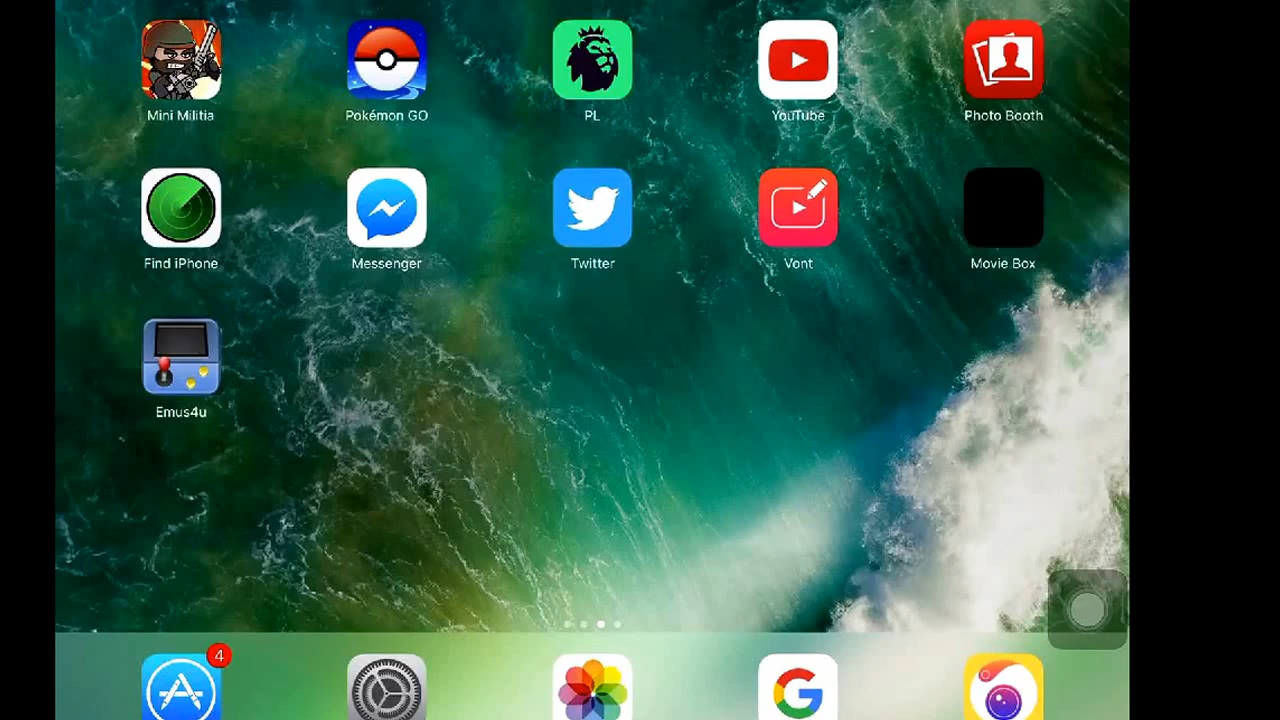 Mini Militia
Pokémon GO
PL
YouTube
Photo Booth
Find iPhone
Messenger
Twitter
Vont
Movie Box
Emus4u
4